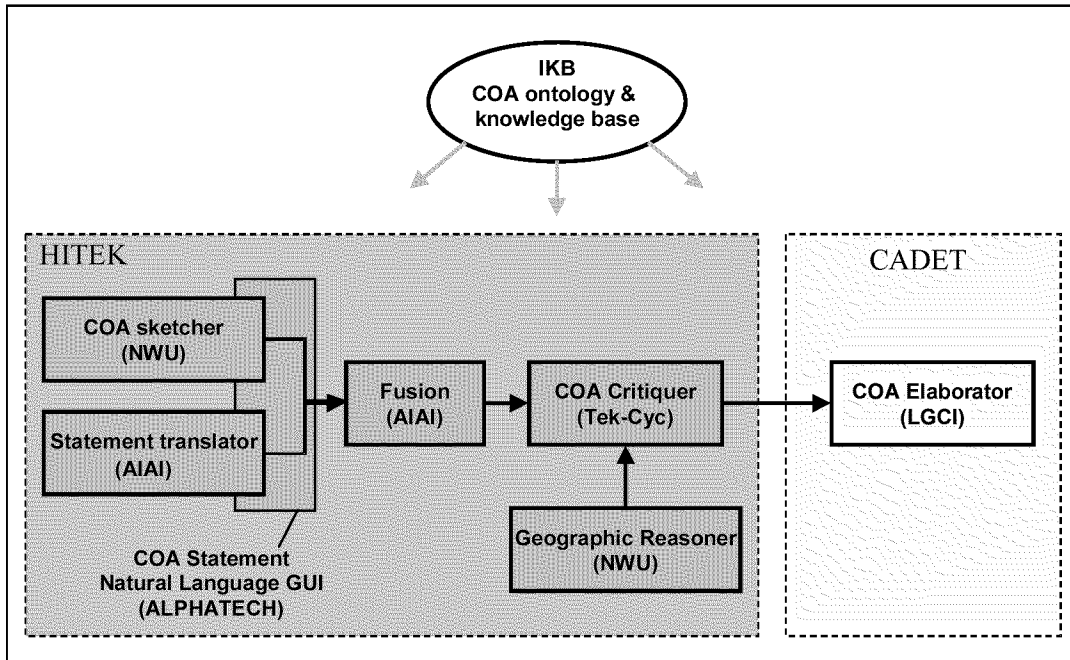 IKB
COA ontology &
knowledge base
HITEK
CADET
COA sketcher
(NWU)
Statement translator
(AIAI)
Fusion
(AIAI)
COA Critiquer
(Tek-Cyc)
COA Elaborator
(LGCI)
Geographic Reasoner
(NWU)
COA Statement
Natural Language GUI
(ALPHATECH)